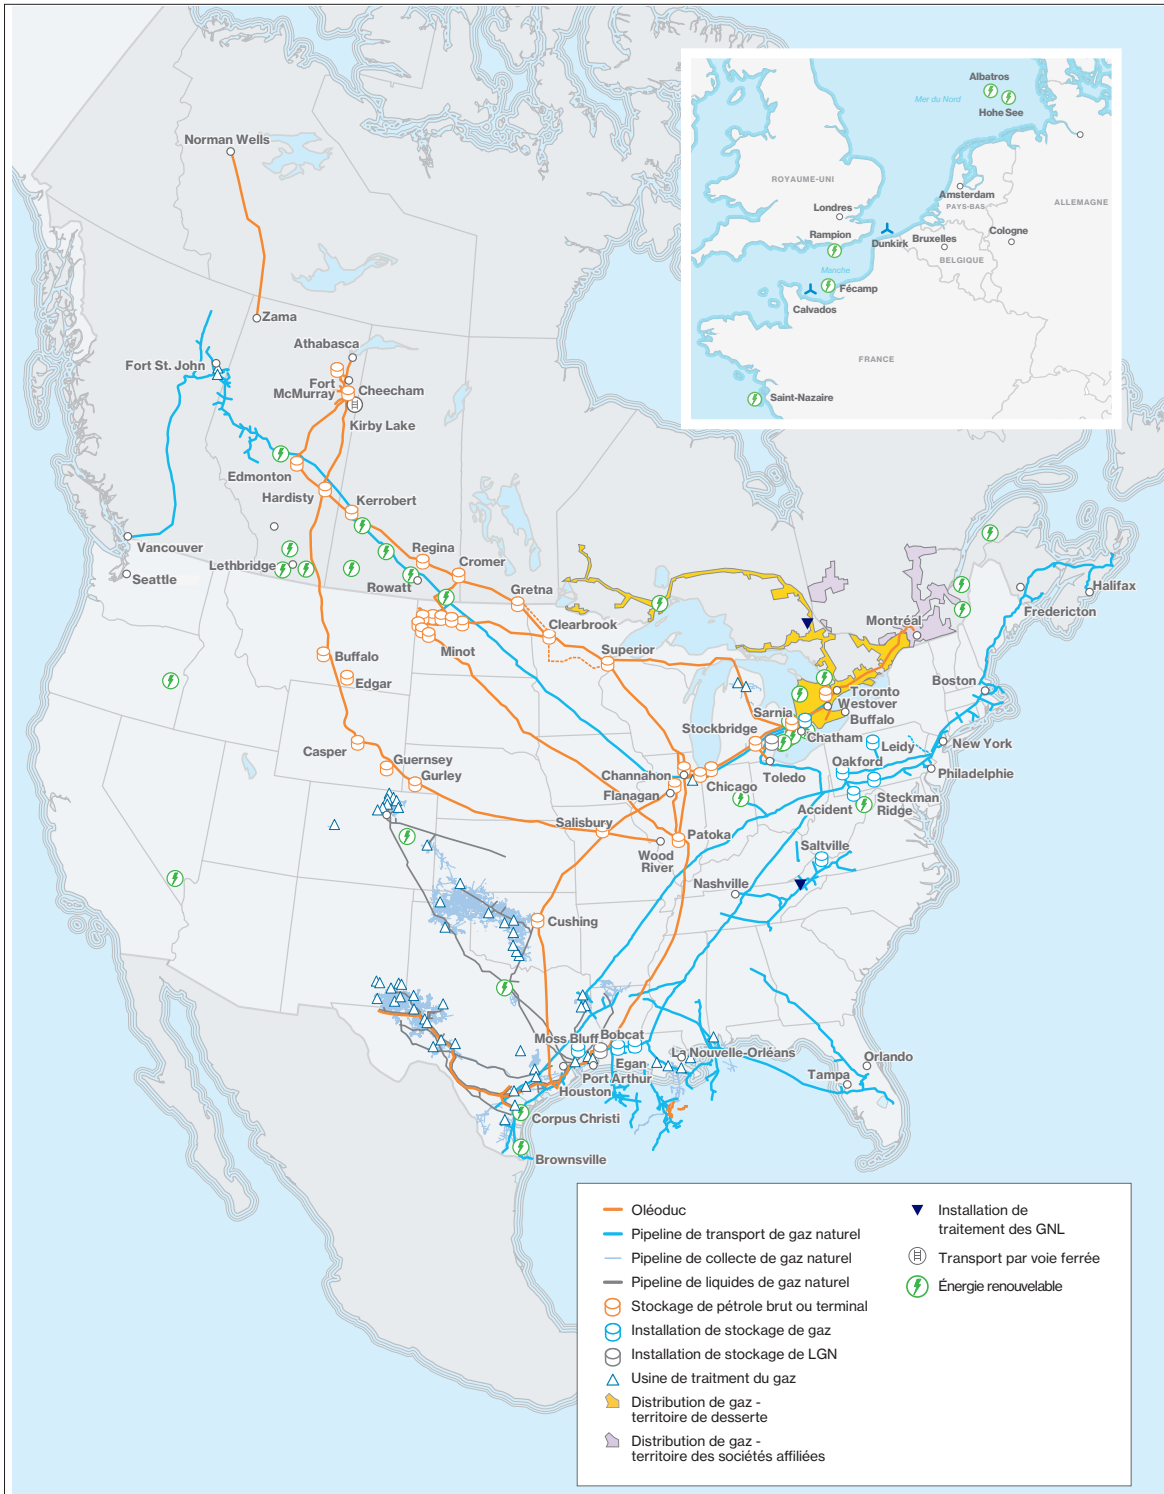 Norman Wells
Zama
Athabasca
Fort St. John
Fort
McMurray
Cheecham
Kirby Lake
Edmonton
Hardisty
Kerrobert
Vancouver
Seattle
Lethbridge
Regina
Cromer
Rowatt
Gretna
Clearbrook
Minot
Superior
Buffalo
Edgar
Casper
Guernsey
Gurley
Montréal
Fredericton
Halifax
Boston
Toronto
Westover
Buffalo
Sarnia
Stockbridge
Chatham
Leidy
New York
Oakford
Philadelphie
Toledo
Channahon
Chicago
Flanagan
Accident
Steckman
Ridge
Salisbury
Patoka
Wood
River
Saltville
Nashville
Cushing
Moss Bluff
Bobcat
La Nouvelle-Orléans
Egan
Port Arthur
Houston
Orlando
Tampa
Corpus Christi
Brownsville
Albatros
Mer du Nord
Hohe See
ROYAUME-UNI
Amsterdam
PAYS-BAS
ALLEMAGNE
Londres
Rampion
Dunkirk
Bruxelles
Cologne
BELGIQUE
Manche
Fécamp
Calvados
FRANCE
Saint-Nazaire
Oléoduc
Pipeline de transport de gaz naturel
Pipeline de collecte de gaz naturel
Pipeline de liquides de gaz naturel
Stockage de pétrole brut ou terminal
Installation de stockage de gaz
Installation de stockage de LGN
Usine de traitment du gaz
Distribution de gaz -
territoire de desserte
Distribution de gaz -
territoire des sociétés affiliées
Installation de
traitement des GNL
Transport par voie ferrée
Énergie renouvelable